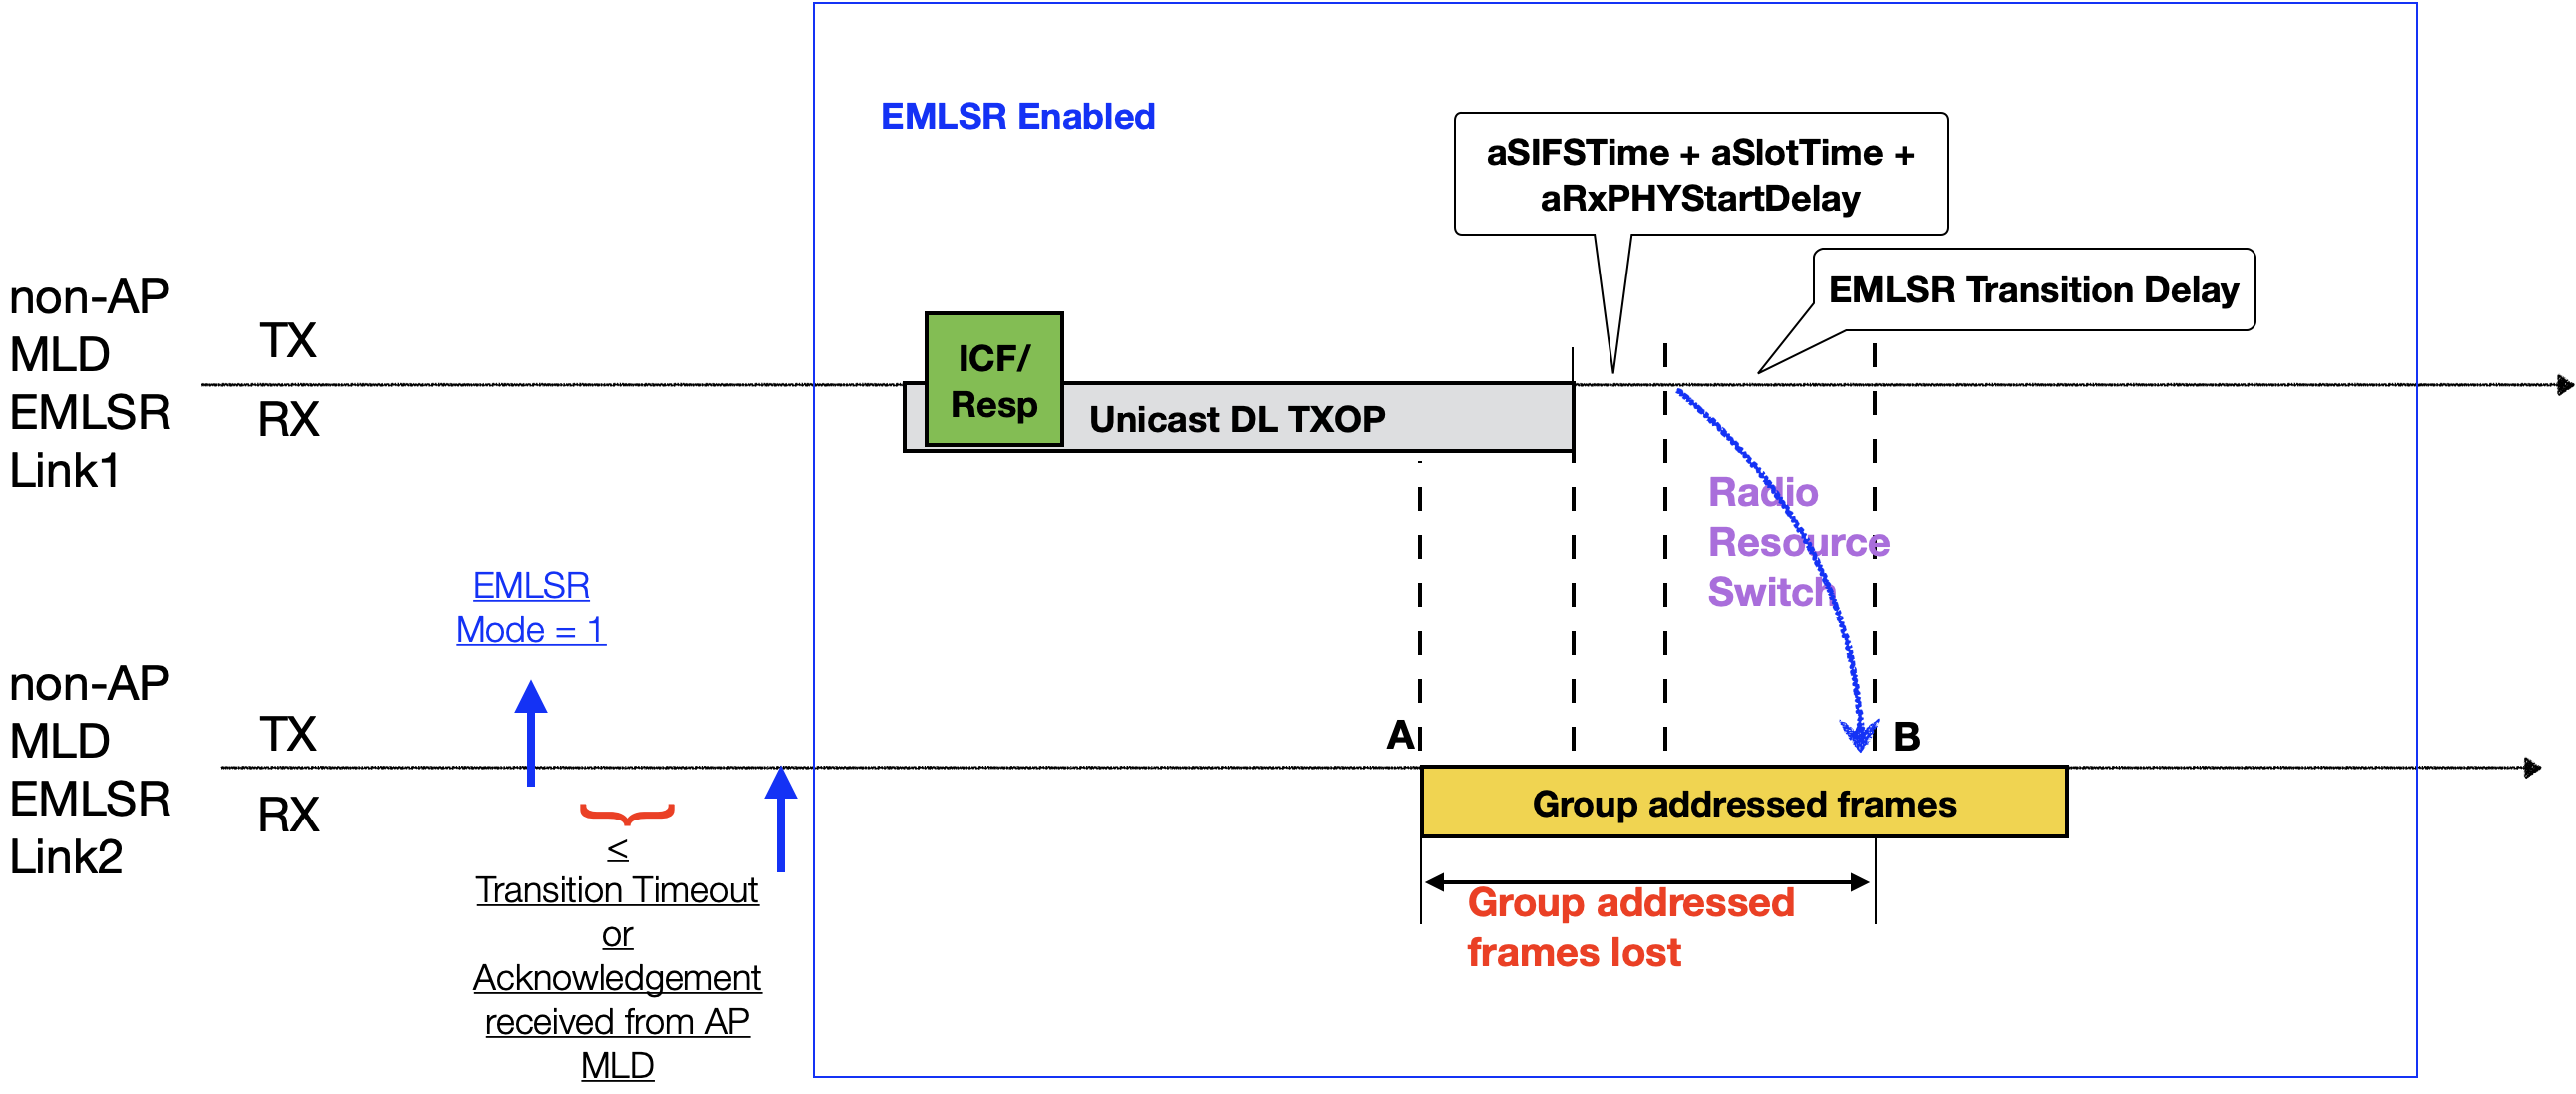 EMLSR Enabled
aSIFSTime + aSlotTime +
aRxPHYStartDelay
EMLSR Transition Delay
non-AP
MLD
EMLSR
Link1
TX
RX
ICF/
Resp
Unicast DL TXOP
Radio
Resource
Switch
EMLSR
Mode = 1
non-AP
MLD
EMLSR
Link2
TX
RX
A
B
Group addressed frames
≤
Transition Timeout
or
Acknowledgement
received from AP
MLD
Group addressed
frames lost